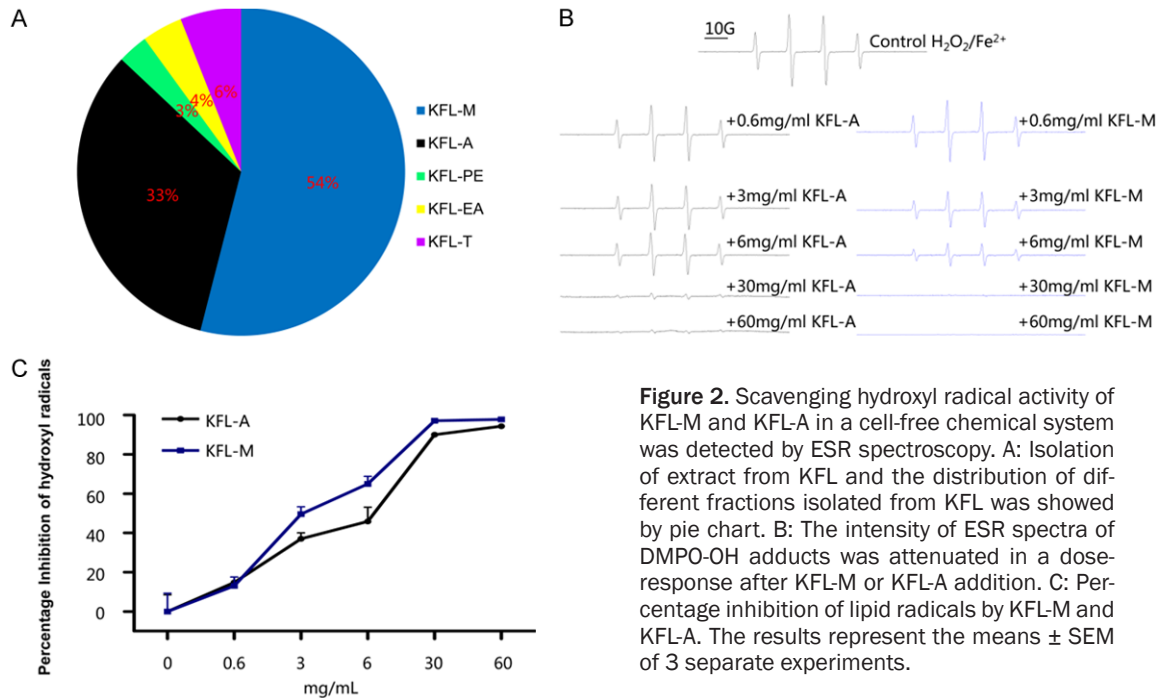 A
54%
33%
3%
4%
6%
KFL-M
KFL-A
KFL-PE
KFL-EA
KFL-T
B
10G
Control H₂O₂/Fe²⁺
+0.6mg/ml KFL-A
+0.6mg/ml KFL-M
+3mg/ml KFL-A
+3mg/ml KFL-M
+6mg/ml KFL-A
+6mg/ml KFL-M
+30mg/ml KFL-A
+30mg/ml KFL-M
+60mg/ml KFL-A
+60mg/ml KFL-M
C
Percentage Inhibition of hydroxyl radicals
100
80
60
40
20
0
KFL-A
KFL-M
0 0.6 3 6 30 60
mg/mL
Figure 2. Scavenging hydroxyl radical activity of
KFL-M and KFL-A in a cell-free chemical system
was detected by ESR spectroscopy. A: Isolation
of extract from KFL and the distribution of dif-
ferent fractions isolated from KFL was showed
by pie chart. B: The intensity of ESR spectra of
DMPO-OH adducts was attenuated in a dose-
response after KFL-M or KFL-A addition. C: Per-
centage inhibition of lipid radicals by KFL-M and
KFL-A. The results represent the means ± SEM
of 3 separate experiments.